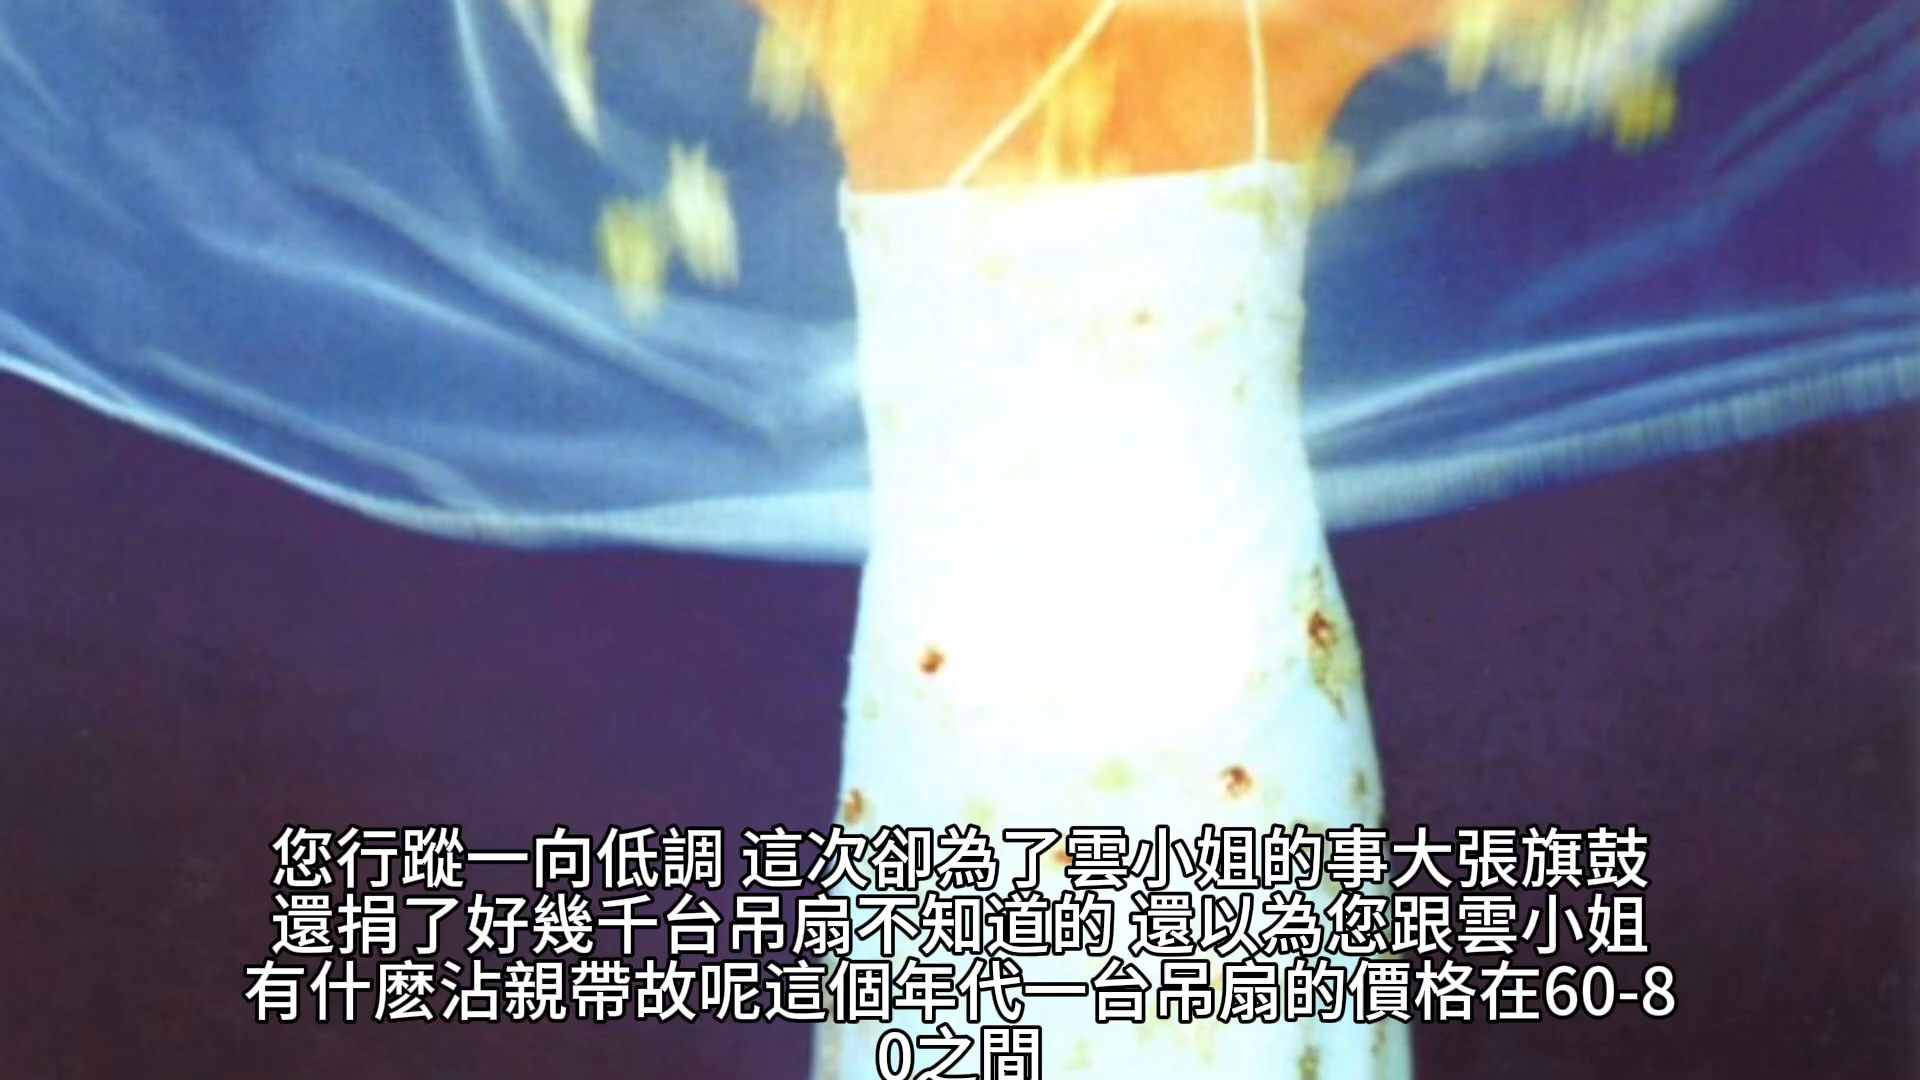 您行蹤一向低調 這次卻為了雲小姐的事大張旗鼓
還捐了好幾千台吊扇不知道的 還以為您跟雲小姐
有什麽沾親帶故呢這個年代一台吊扇的價格在60-8
0之間